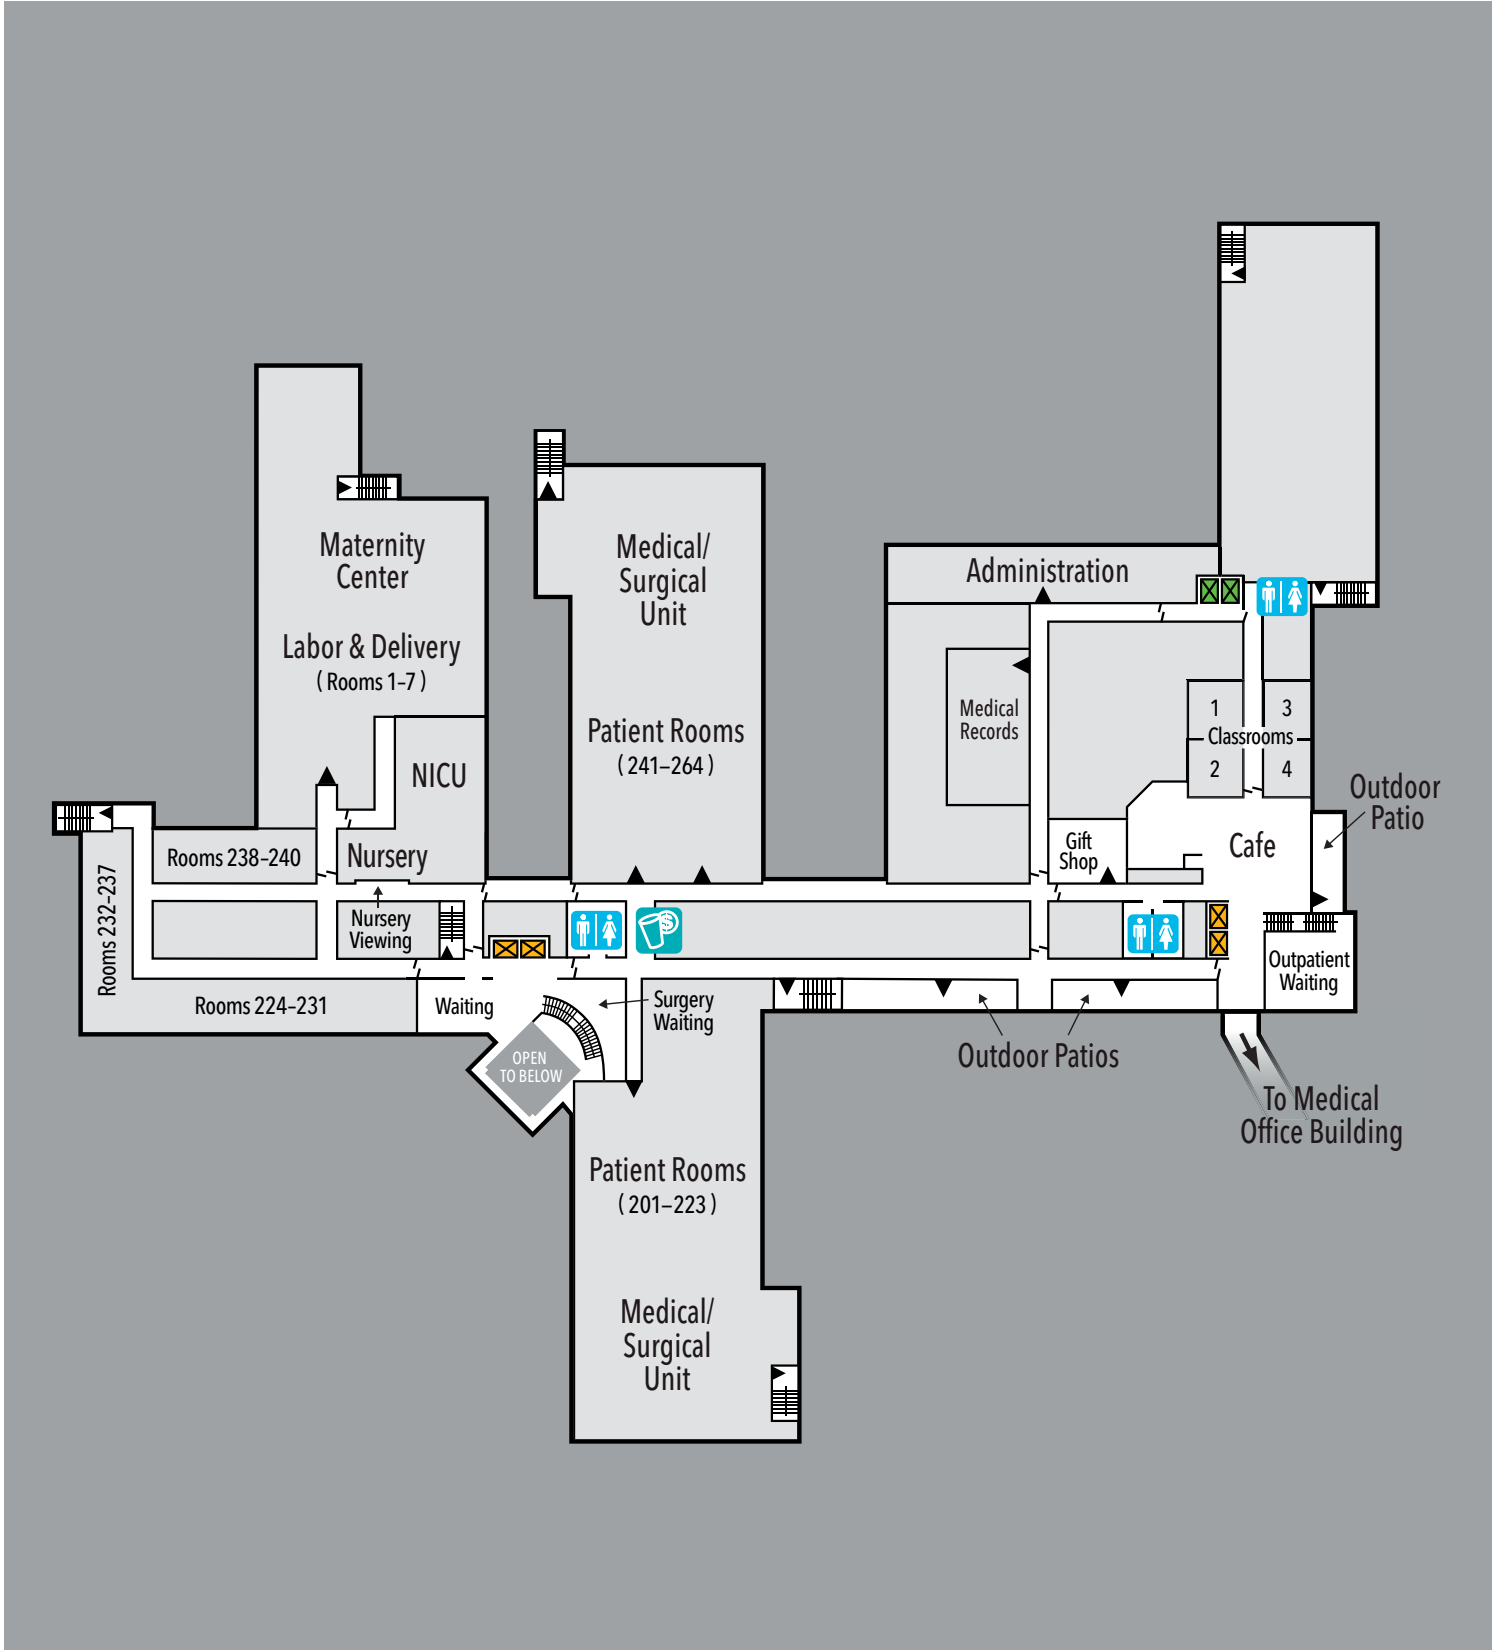 Maternity
Center
Labor & Delivery
( Rooms 1–7 )
NICU
Nursery
Rooms 238–240
Rooms 232–237
Nursery
Viewing
Rooms 224–231
Waiting
Medical/
Surgical
Unit
Patient Rooms
( 241–264 )
$
Surgery
Waiting
OPEN
TO BELOW
Patient Rooms
( 201–223 )
Medical/
Surgical
Unit
Administration
Medical
Records
1
3
Classrooms
2
4
Gift
Shop
Cafe
Outdoor
Patio
Outpatient
Waiting
Outdoor Patios
To Medical
Office Building